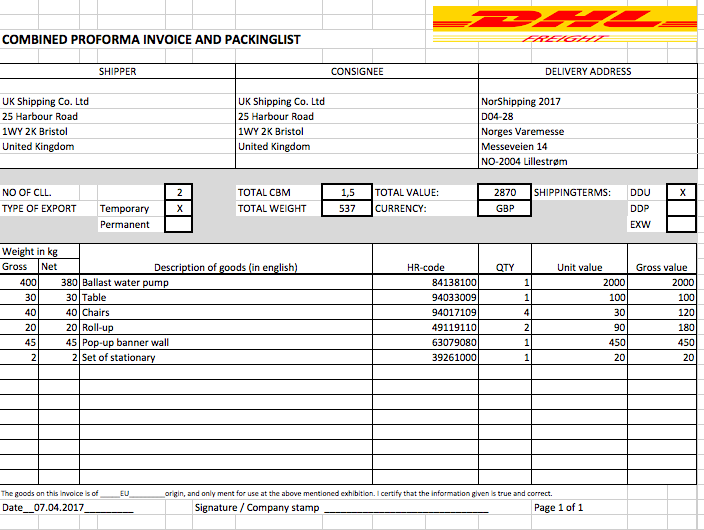 DHL
FREIGHT
COMBINED PROFORMA INVOICE AND PACKINGLIST
SHIPPER CONSIGNEE DELIVERY ADDRESS
UK Shipping Co. Ltd UK Shipping Co. Ltd NorShipping 2017
25 Harbour Road 25 Harbour Road D04-28
1WY 2K Bristol 1WY 2K Bristol Norges Varemesse
United Kingdom United Kingdom Messeveien 14
NO-2004 Lillestrøm
NO OF CLL. 2 TOTAL CBM 1,5 TOTAL VALUE: 2870 SHIPPINGTERMS: DDU X
TYPE OF EXPORT Temporary X TOTAL WEIGHT 537 CURRENCY: GBP DDP
Permanent EXW
Weight in kg
Gross Net Description of goods (in english) HR-code QTY Unit value Gross value
400 380 Ballast water pump 84138100 1 2000 2000
30 30 Table 94033009 1 100 100
40 40 Chairs 94017109 4 30 120
20 20 Roll-up 49119110 2 90 180
45 45 Pop-up banner wall 63079080 1 450 450
2 2 Set of stationary 39261000 1 20 20
The goods on this invoice is of _____EU________origin, and only ment for use at the above mentioned exhibition. I certify that the information given is true and correct.
Date__07.04.2017_________ Signature / Company stamp ______________________________ Page 1 of 1